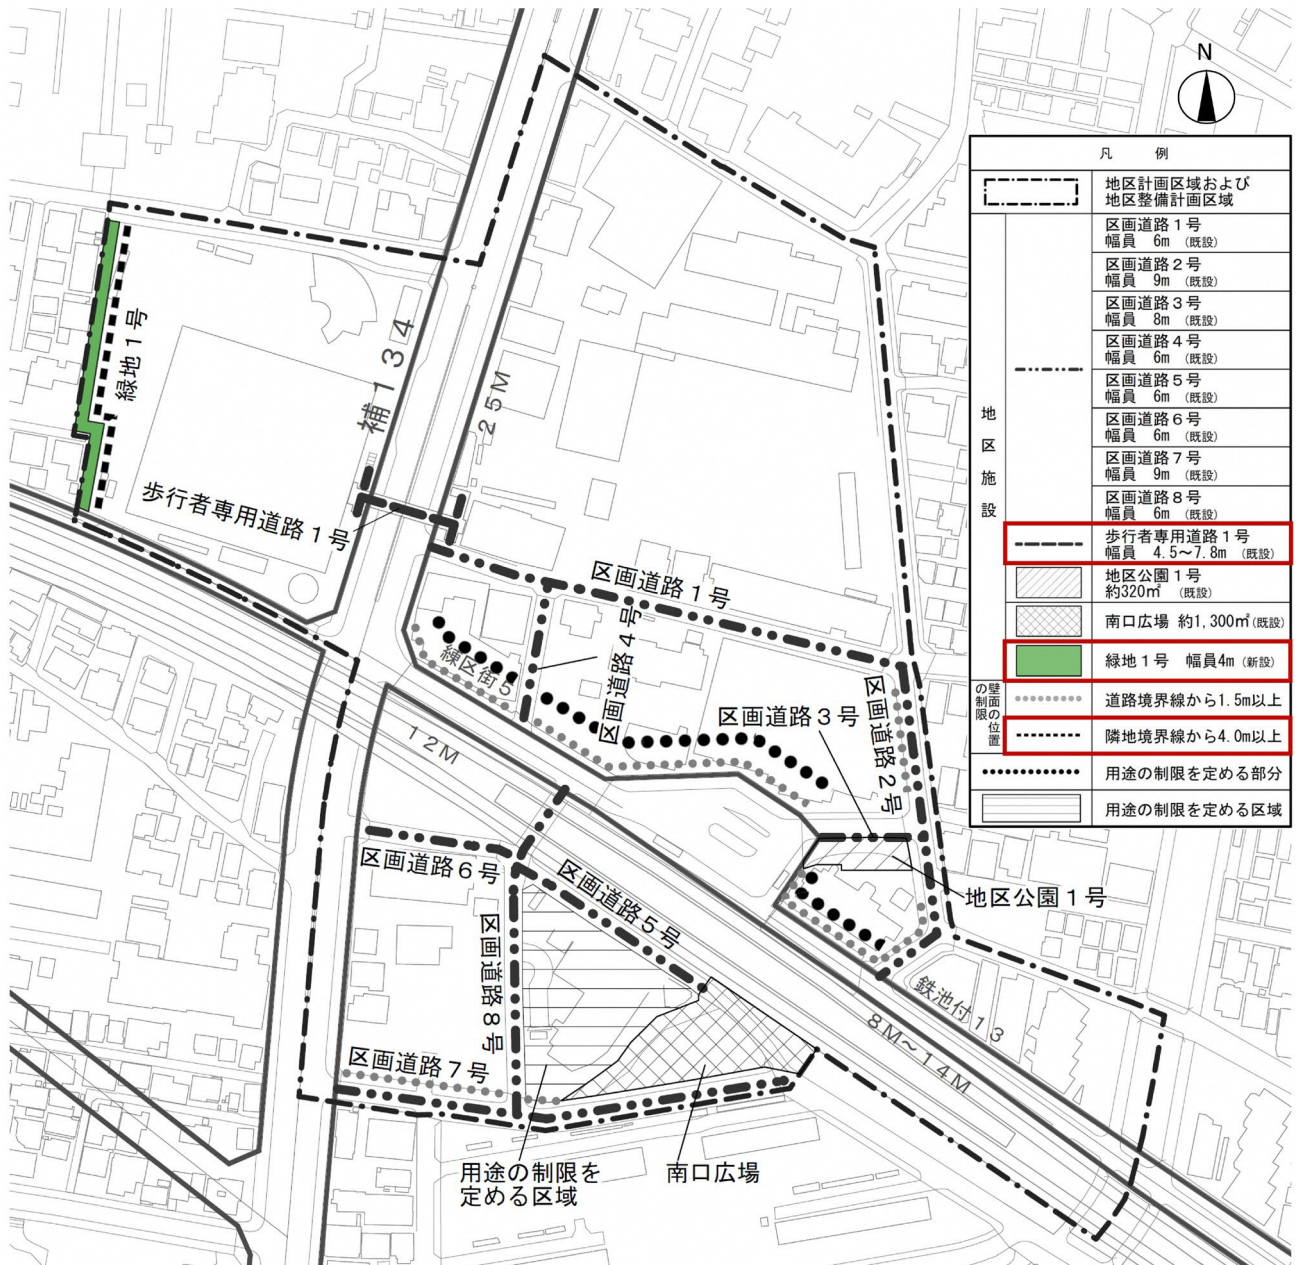 N
凡 例
地区計画区域および
地区整備計画区域
地区施設
区画道路1号
幅員 6m (既設)
区画道路2号
幅員 9m (既設)
区画道路3号
幅員 8m (既設)
区画道路4号
幅員 6m (既設)
区画道路5号
幅員 6m (既設)
区画道路6号
幅員 6m (既設)
区画道路7号
幅員 9m (既設)
区画道路8号
幅員 6m (既設)
歩行者専用道路1号
幅員 4.5～7.8m (既設)
地区公園1号
約320㎡ (既設)
南口広場 約1,300㎡(既設)
緑地1号 幅員4m (新設)
壁面の位置の制限
道路境界線から1.5m以上
隣地境界線から4.0m以上
用途の制限を定める部分
用途の制限を定める区域
緑地1号
補134
25M
歩行者専用道路1号
区画道路1号
区画道路4号
練区街5
区画道路3号
区画道路2号
12M
区画道路6号
区画道路5号
地区公園1号
区画道路8号
鉄池付13
8M～14M
区画道路7号
用途の制限を
定める区域
南口広場